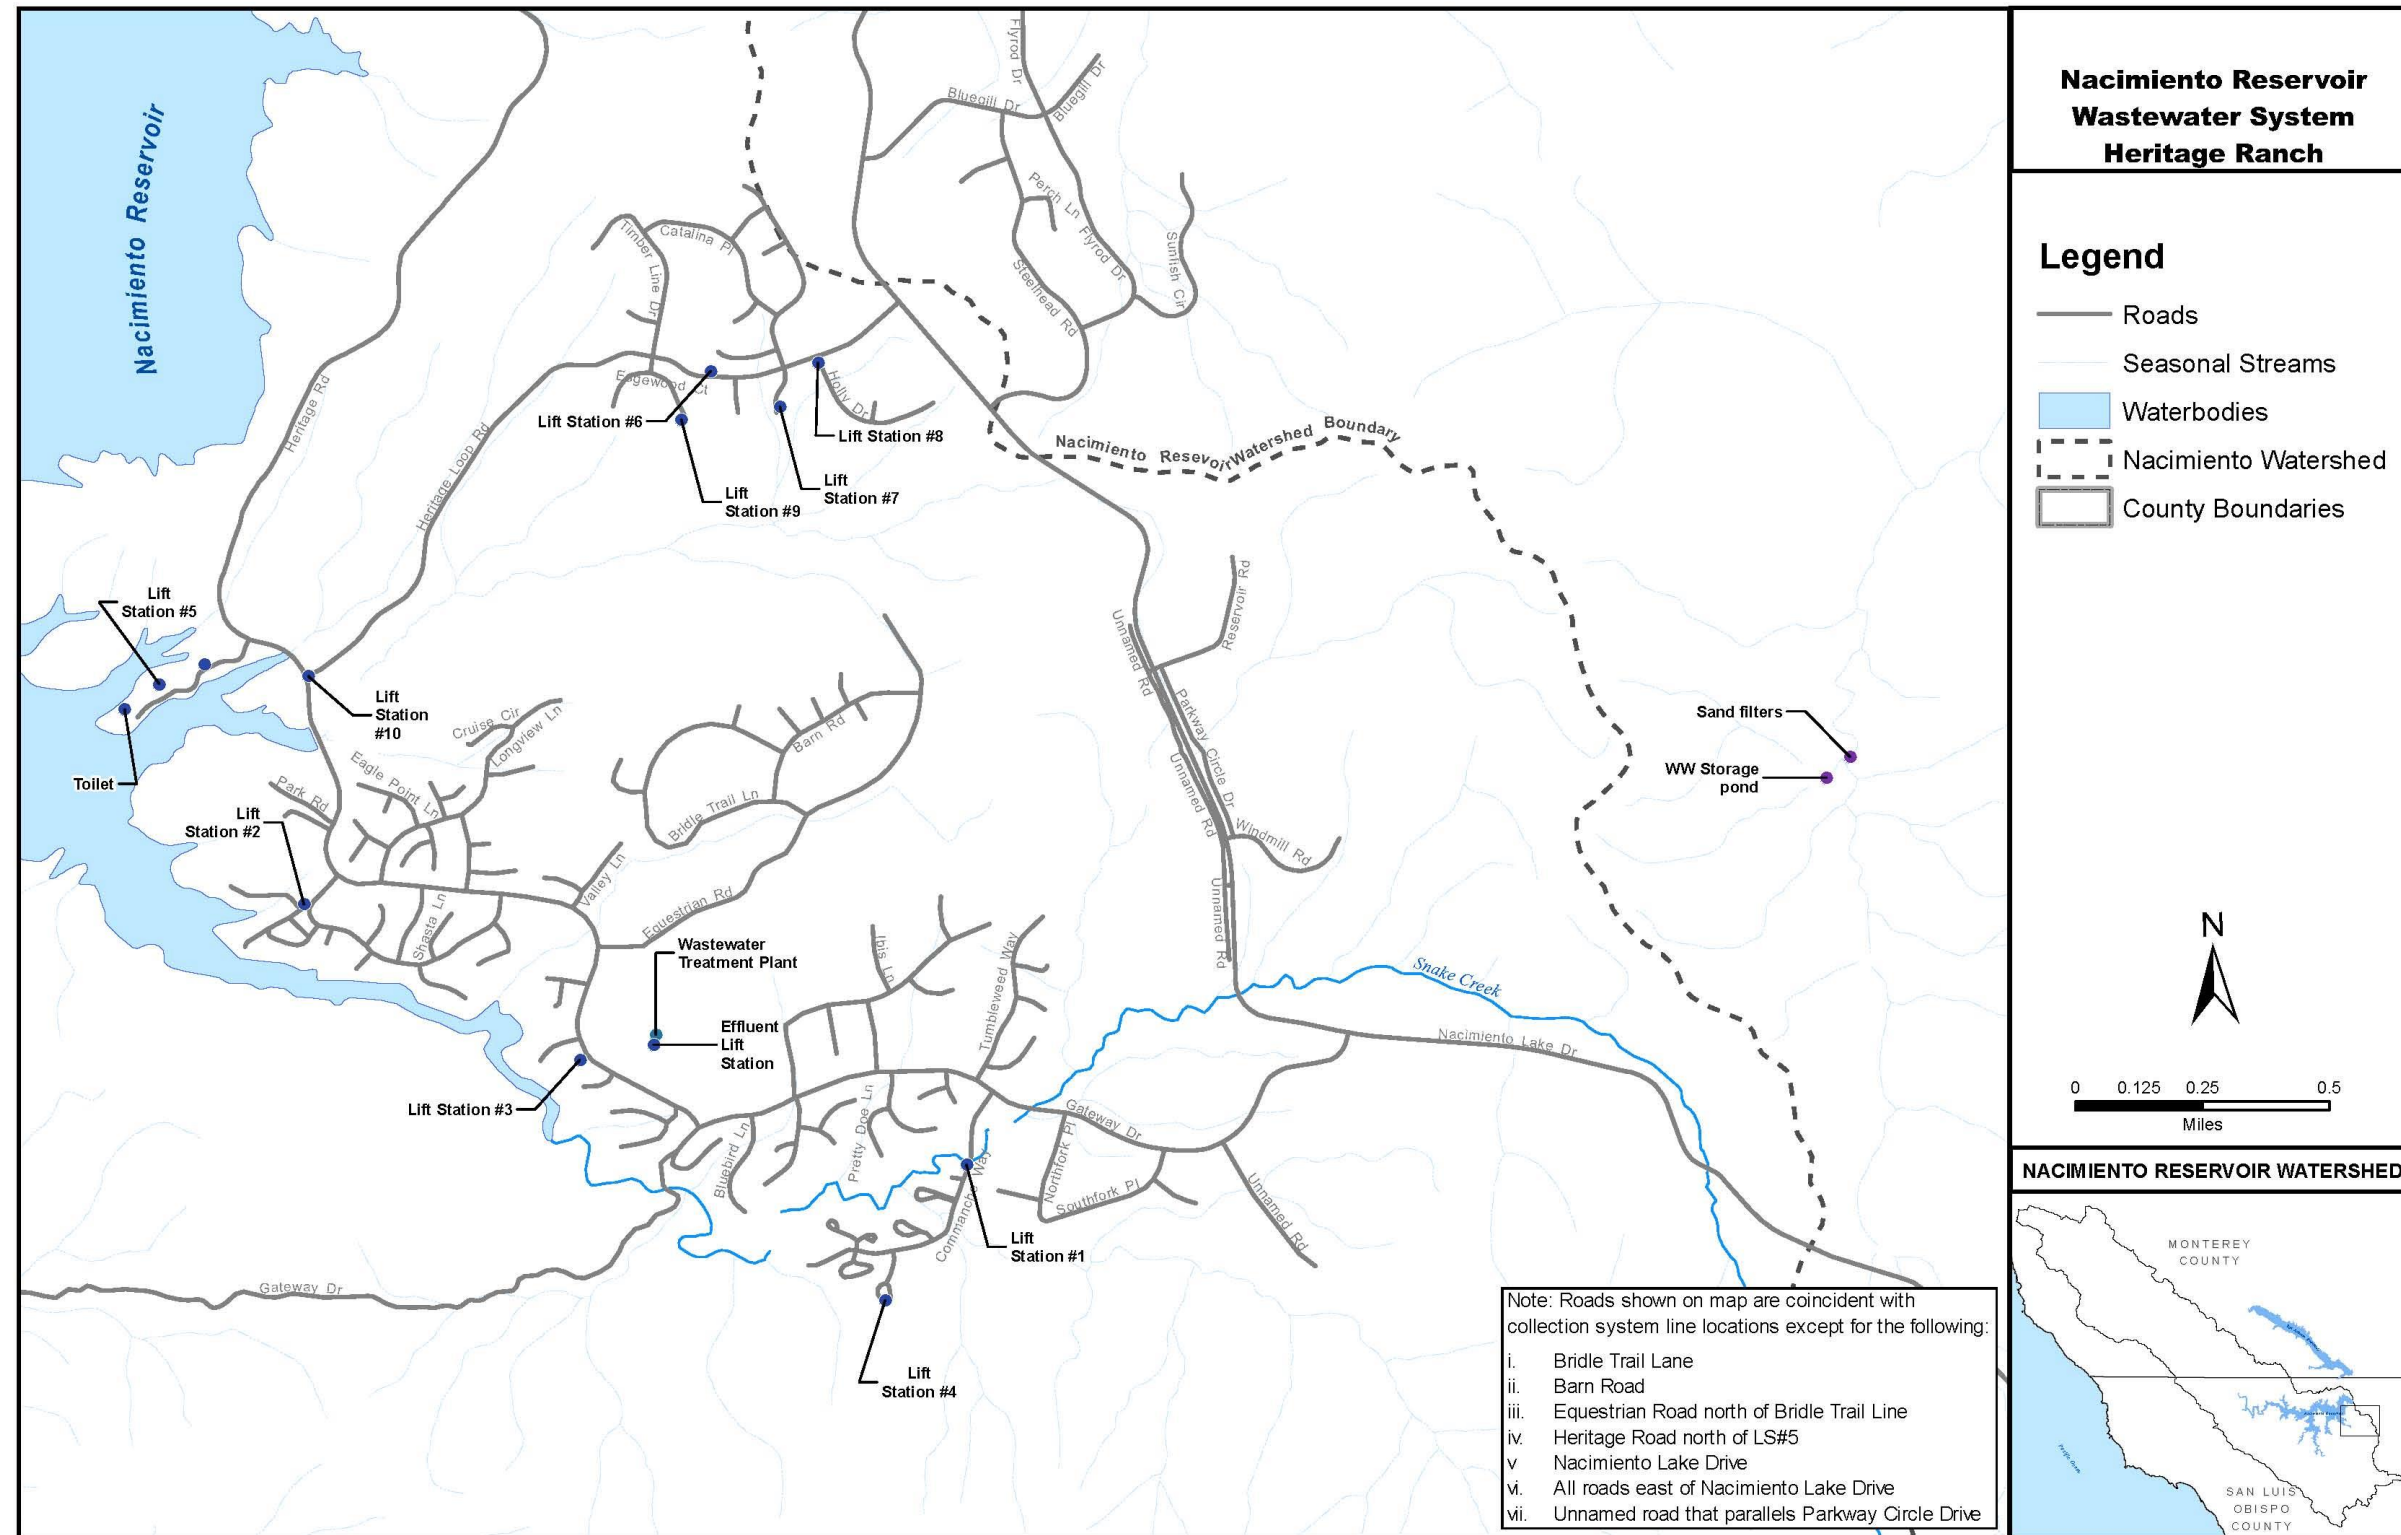 Nacimiento Reservoir
Wastewater System
Heritage Ranch
Legend
Roads
Seasonal Streams
Waterbodies
Nacimiento Watershed
County Boundaries
N
0 0.125 0.25 0.5
Miles
NACIMIENTO RESERVOIR WATERSHED
MONTEREY
COUNTY
Pacific Ocean
SAN LUIS
OBISPO
COUNTY
Nacimiento Reservoir
Flyrod Dr
Bluegill Dr
Bluegill Dr
Perch Ln
Flyrod Dr
Sunfish Cir
Steelhead Rd
Timber Line Dr
Catalina Pl
Edgewood Ct
Holly Dr
Heritage Rd
Heritage Loop Rd
Lift Station #6
Lift Station #8
Lift
Station #7
Lift
Station #9
Nacimiento Resevoir Watershed Boundary
Lift
Station #5
Lift
Station
#10
Toilet
Lift
Station #2
Cruise Cir
Longview Ln
Eagle Point Ln
Park Rd
Barn Rd
Bridle Trail Ln
Valley Ln
Equestrian Rd
Shasta Ln
Unnamed Rd
Reservoir Rd
Parkway Circle Dr
Unnamed Rd
Windmill Rd
Unnamed Rd
Sand filters
WW Storage
pond
Wastewater
Treatment Plant
Effluent
Lift
Station
Ibis Ln
Tumbleweed Way
Snake Creek
Nacimiento Lake Dr
Lift Station #3
Bluebird Ln
Pretty Doe Ln
Gateway Dr
Northfork Pl
Southfork Pl
Unnamed Rd
Commanche Way
Lift
Station #1
Gateway Dr
Lift
Station #4
Note: Roads shown on map are coincident with
collection system line locations except for the following:
i. Bridle Trail Lane
ii. Barn Road
iii. Equestrian Road north of Bridle Trail Line
iv. Heritage Road north of LS#5
v Nacimiento Lake Drive
vi. All roads east of Nacimiento Lake Drive
vii. Unnamed road that parallels Parkway Circle Drive